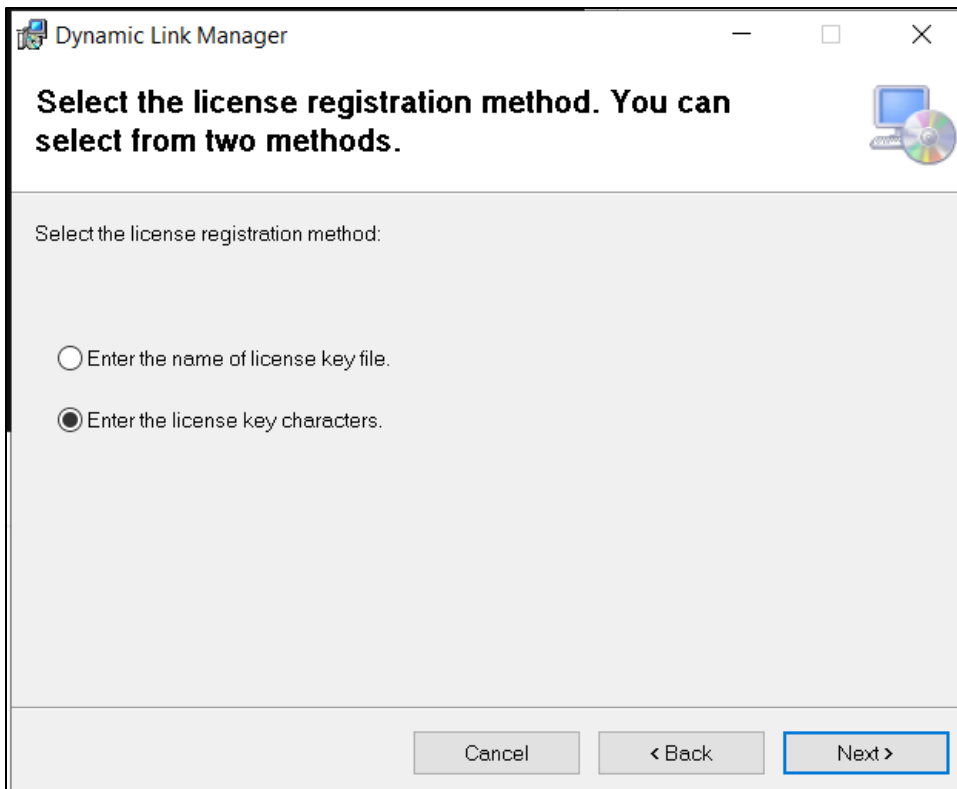 Dynamic Link Manager
Select the license registration method. You can
select from two methods.
Select the license registration method:
Enter the name of license key file.
Enter the license key characters.
Cancel
< Back
Next >